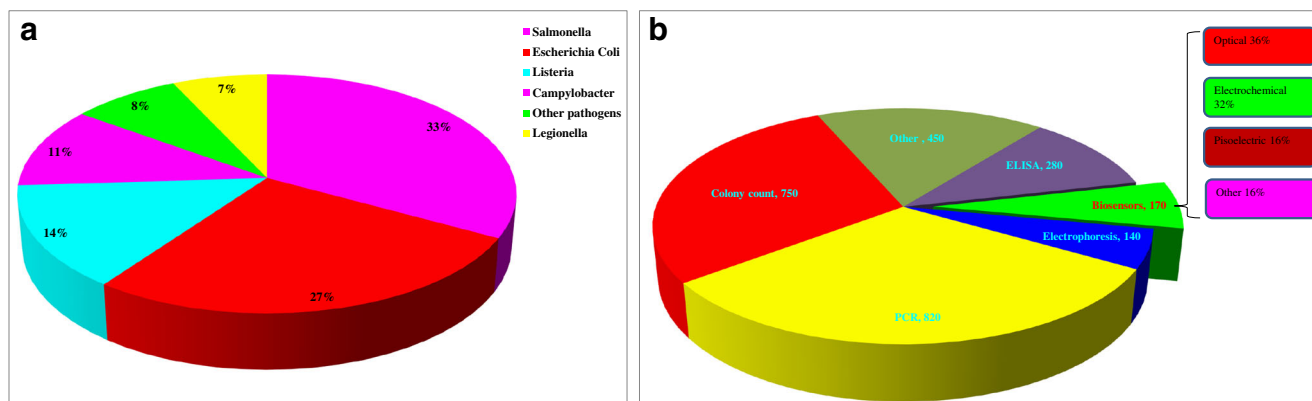 a
Salmonella
Escherichia Coli
Listeria
Campylobacter
Other pathogens
Legionella
7%
8%
33%
11%
14%
27%
b
Optical 36%
Electrochemical
32%
Pisoelectric 16%
Other 16%
Other , 450
ELISA, 280
Colony count, 750
Biosensors, 170
Electrophoresis, 140
PCR, 820